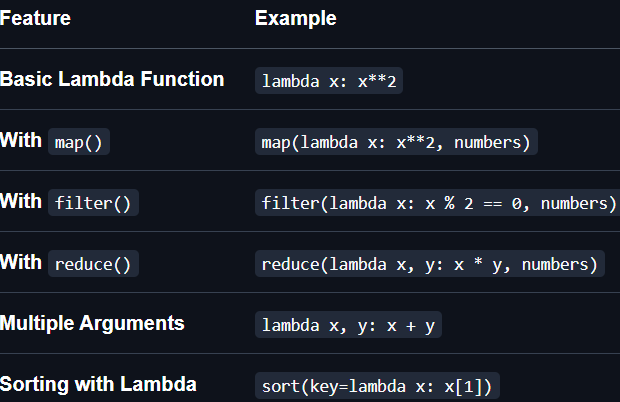 Feature Example
Basic Lambda Function lambda x: x**2
With map() map(lambda x: x**2, numbers)
With filter() filter(lambda x: x % 2 == 0, numbers)
With reduce() reduce(lambda x, y: x * y, numbers)
Multiple Arguments lambda x, y: x + y
Sorting with Lambda sort(key=lambda x: x[1])